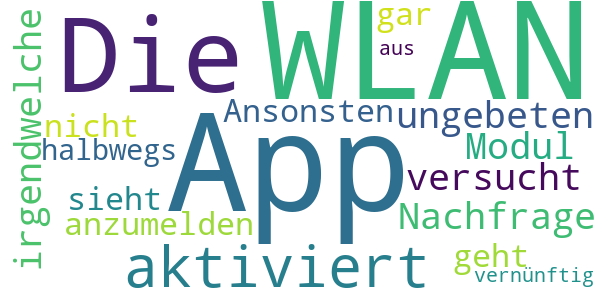 irgendwelche
Die
WLAN
gar
aus
Ansonsten
ungebeten
nicht
halbwegs
App
Modul
versucht
sieht
anzumelden
Nachfrage
aktiviert
geht
vernünftig